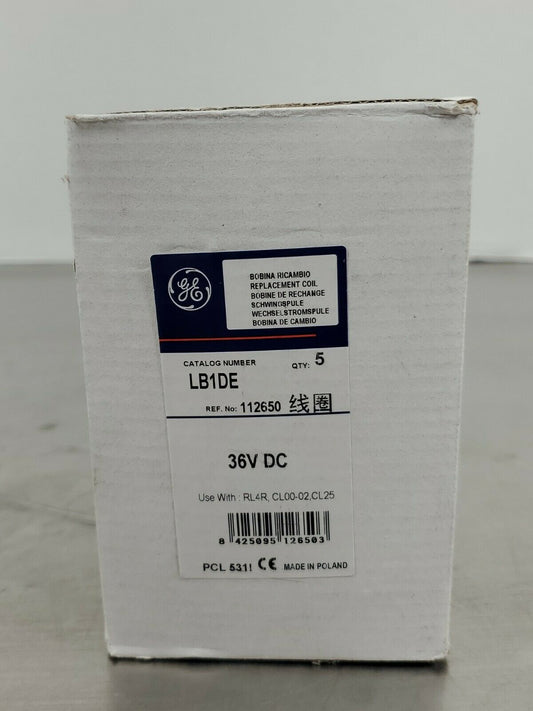 GE
BOBINA RICAMBIO
REPLACEMENT COIL
BOBINE DE RECHANGE
SCHWINGSPULE
WECHSELSTROMSPULE
BOBINA DE CAMBIO
CATALOG NUMBER QTY: 5
LB1DE
REF. No: 112650 线圈
36V DC
Use With : RL4R, CL00-02,CL25
8 425095 126503
PCL 531! CE MADE IN POLAND